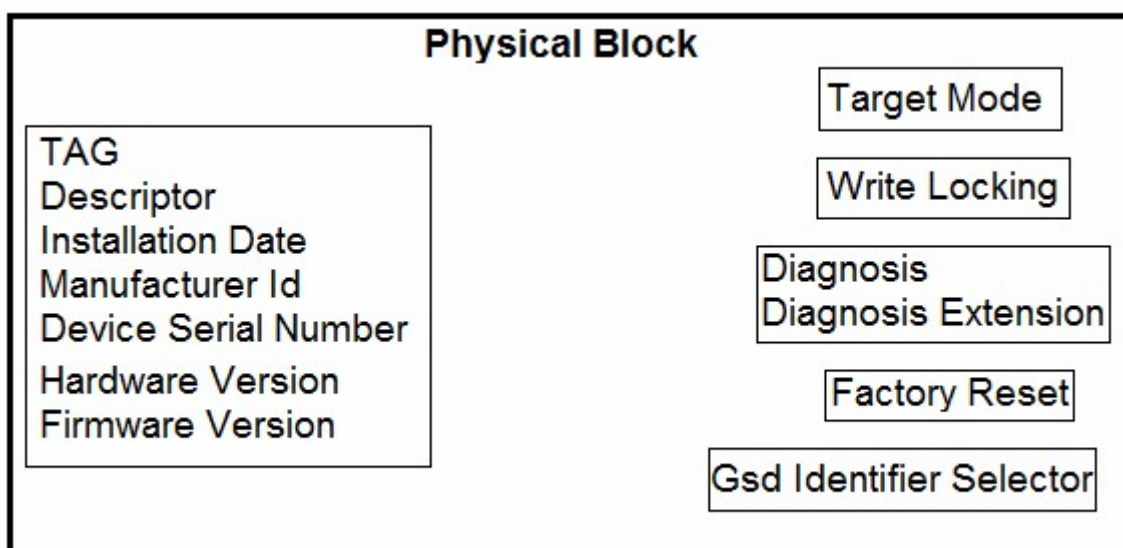 Physical Block
TAG
Descriptor
Installation Date
Manufacturer Id
Device Serial Number
Hardware Version
Firmware Version
Target Mode
Write Locking
Diagnosis
Diagnosis Extension
Factory Reset
Gsd Identifier Selector